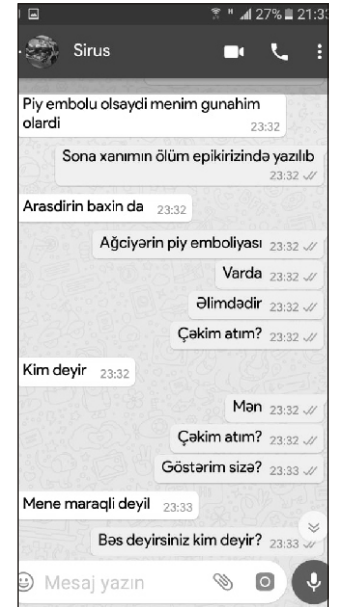 27% 21:33
Sirus
Piy embolu olsaydi menim gunahim
olardi
23:32
Sona xanımın ölüm epikirizində yazılıb
23:32
Arasdirin baxin da 23:32
Ağciyərin piy emboliyası 23:32
Varda 23:32
Əlimdədir 23:32
Çəkim atım? 23:32
Kim deyir 23:32
Mən 23:32
Çəkim atım? 23:32
Göstərim sizə? 23:33
Mene maraqli deyil 23:33
Bəs deyirsiniz kim deyir? 23:33
Mesaj yazın